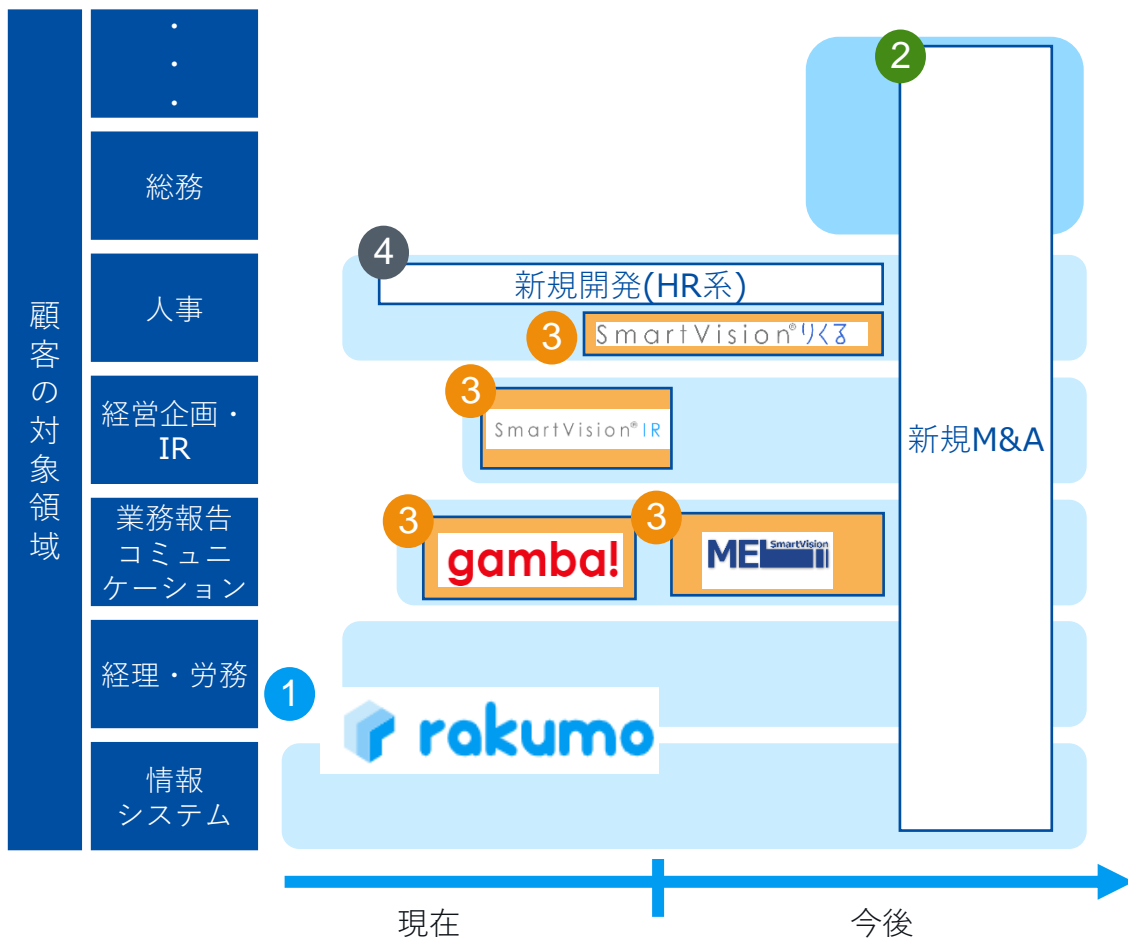 顧客の対象領域
・
・
・
総務
人事
経営企画・
IR
業務報告
コミュニ
ケーション
経理・労務
情報
システム
2
新規M&A
4
新規開発(HR系)
3
SmartVision®りくる
3
SmartVision®IR
3
gamba!
3
MEL SmartVision
1
rakumo
現在
今後